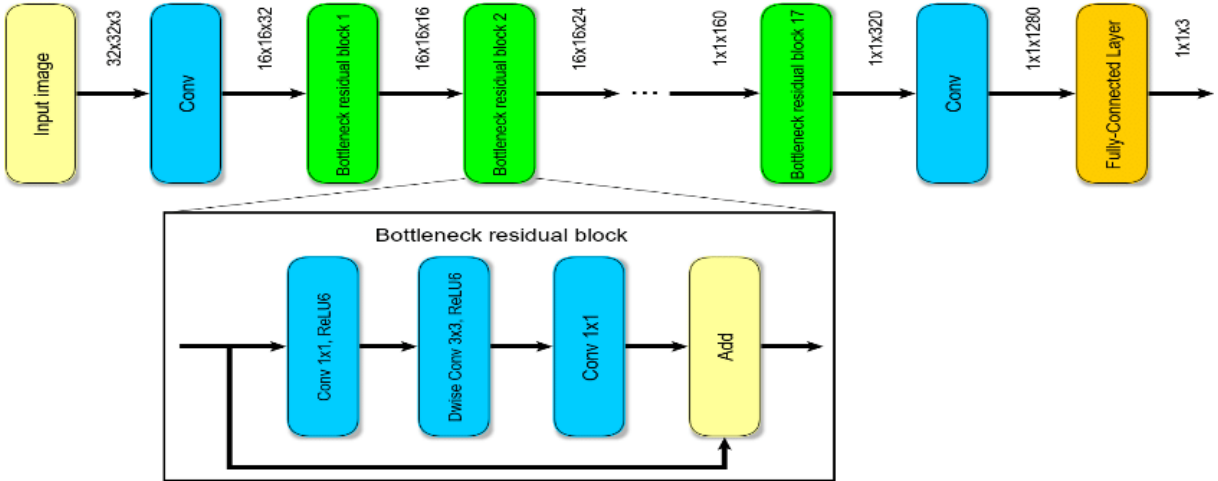 Input image
32x32x3
Conv
16x16x32
Bottleneck residual block 1
16x16x16
Bottleneck residual block 2
16x16x24
...
1x1x160
Bottleneck residual block 17
1x1x320
Conv
1x1x1280
Fully-Connected Layer
1x1x3
Bottleneck residual block
Conv 1x1, ReLU6
Dwise Conv 3x3, ReLU6
Conv 1x1
Add